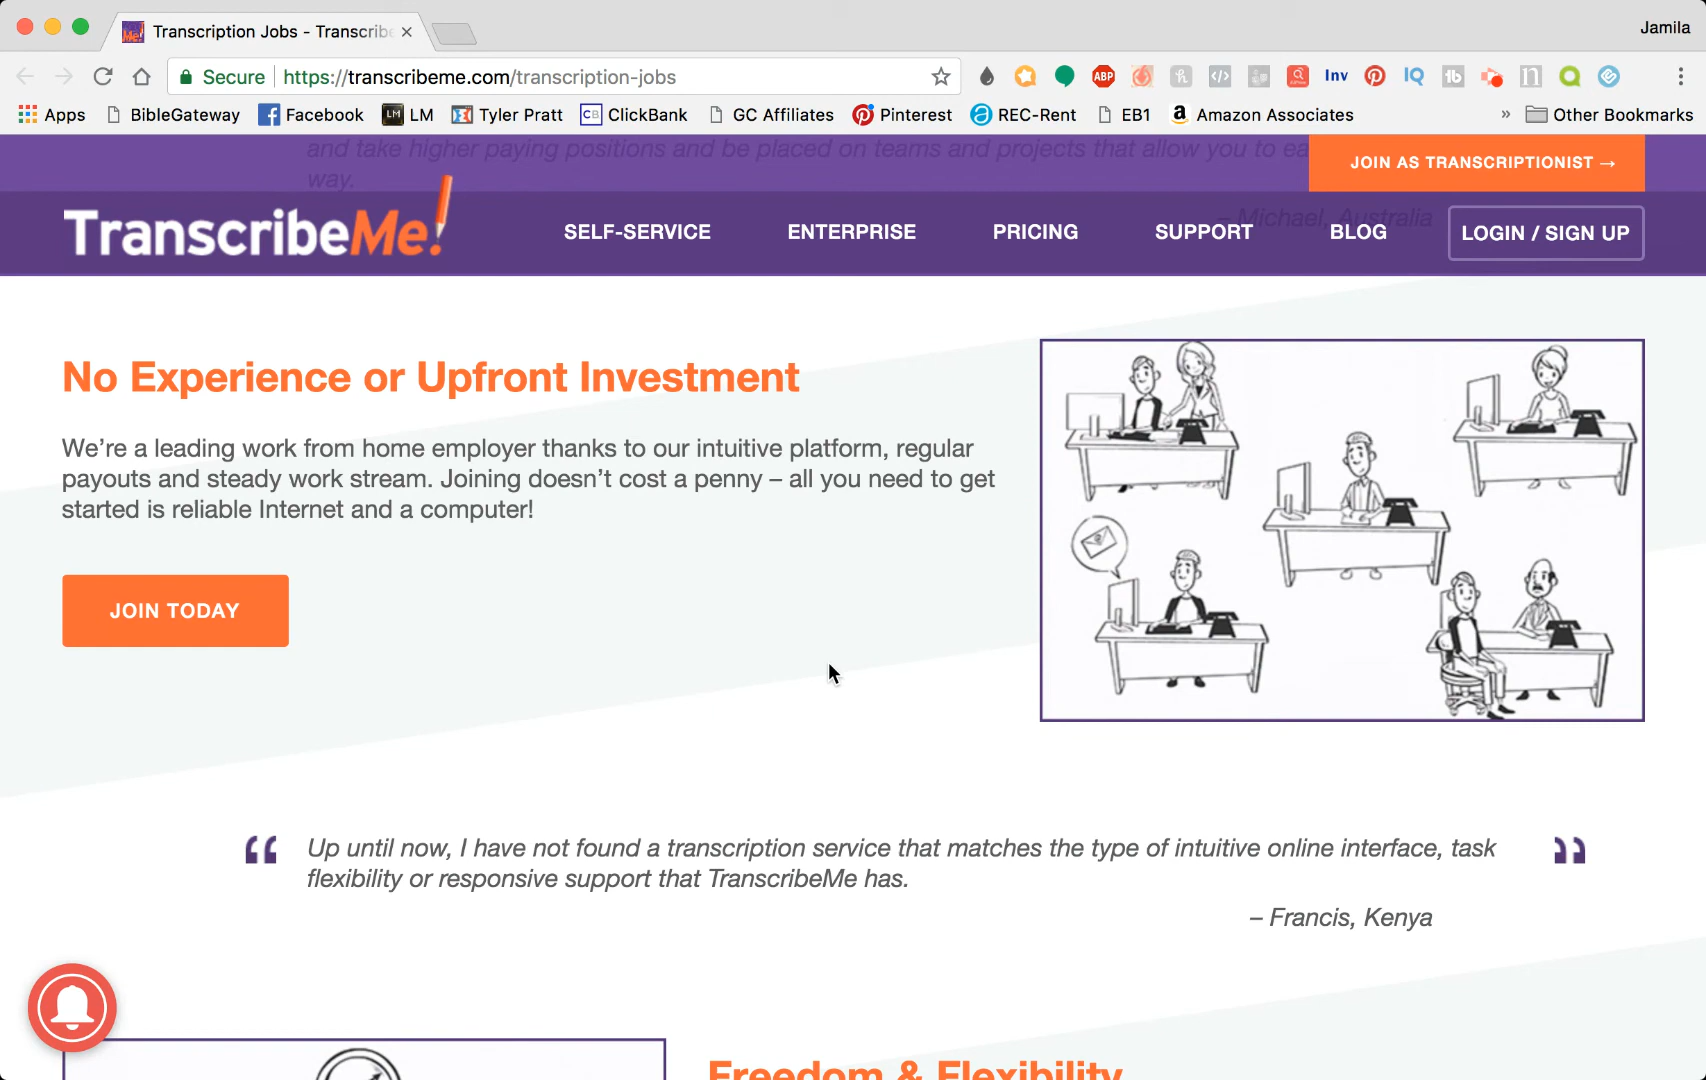 Transcription Jobs - Transcribe
Jamila
Secure https://transcribeme.com/transcription-jobs
ABP
Inv
IQ
tb
n
Apps BibleGateway Facebook LM LM Tyler Pratt CB ClickBank GC Affiliates Pinterest REC-Rent EB1 a Amazon Associates » Other Bookmarks
and take higher paying positions and be placed on teams and projects that allow you to ea
way.
JOIN AS TRANSCRIPTIONIST →
– Michael, Australia
TranscribeMe!
SELF-SERVICE ENTERPRISE PRICING SUPPORT BLOG LOGIN / SIGN UP
No Experience or Upfront Investment
We’re a leading work from home employer thanks to our intuitive platform, regular
payouts and steady work stream. Joining doesn’t cost a penny – all you need to get
started is reliable Internet and a computer!
JOIN TODAY
“ Up until now, I have not found a transcription service that matches the type of intuitive online interface, task ”
flexibility or responsive support that TranscribeMe has.
– Francis, Kenya
Freedom & Flexibility